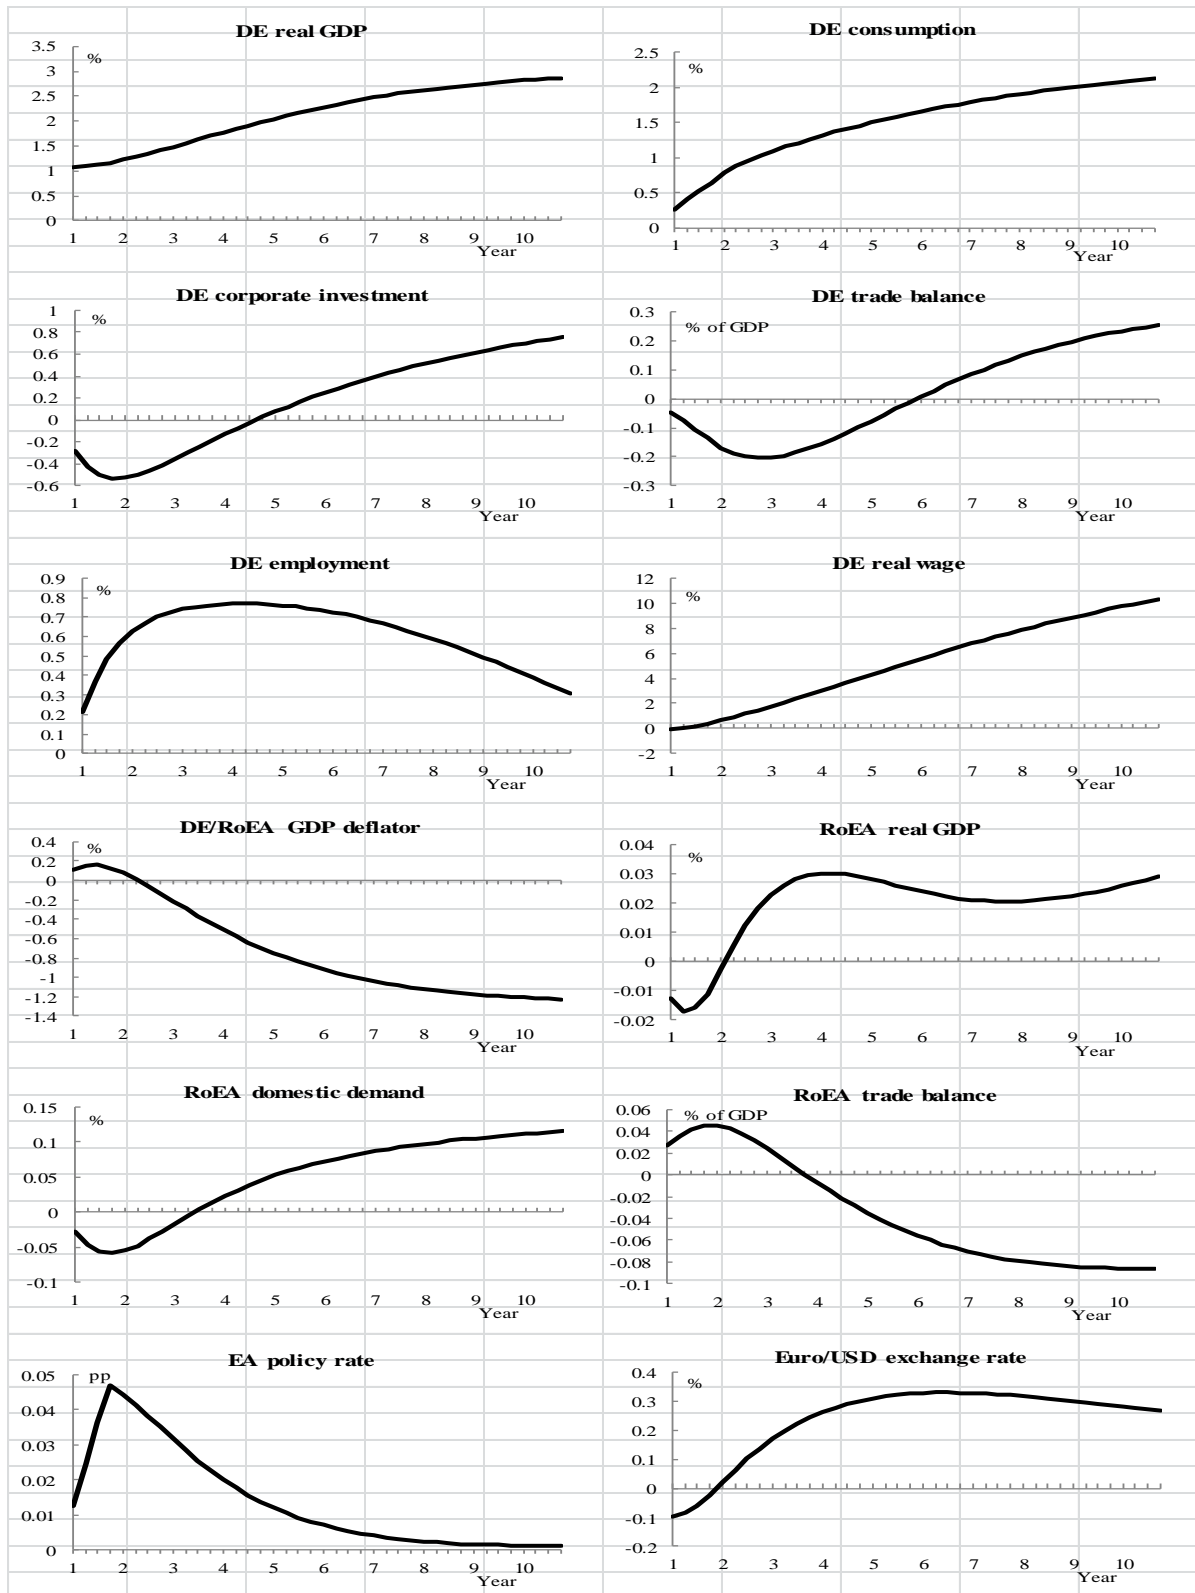 DE real GDP
%
3.5
3
2.5
2
1.5
1
0.5
0
1 2 3 4 5 6 7 8 9 10
Year
DE consumption
%
2.5
2
1.5
1
0.5
0
1 2 3 4 5 6 7 8 9 10
Year
DE corporate investment
%
1
0.8
0.6
0.4
0.2
0
-0.2
-0.4
-0.6
1 2 3 4 5 6 7 8 9 10
Year
DE trade balance
% of GDP
0.3
0.2
0.1
0
-0.1
-0.2
-0.3
1 2 3 4 5 6 7 8 9 10
Year
DE employment
%
0.9
0.8
0.7
0.6
0.5
0.4
0.3
0.2
0.1
0
1 2 3 4 5 6 7 8 9 10
Year
DE real wage
%
12
10
8
6
4
2
0
-2
1 2 3 4 5 6 7 8 9 10
Year
DE/RoEA GDP deflator
%
0.4
0.2
0
-0.2
-0.4
-0.6
-0.8
-1
-1.2
-1.4
1 2 3 4 5 6 7 8 9 10
Year
RoEA real GDP
%
0.04
0.03
0.02
0.01
0
-0.01
-0.02
1 2 3 4 5 6 7 8 9 10
Year
RoEA domestic demand
%
0.15
0.1
0.05
0
-0.05
-0.1
1 2 3 4 5 6 7 8 9 10
Year
RoEA trade balance
% of GDP
0.06
0.04
0.02
0
-0.02
-0.04
-0.06
-0.08
-0.1
1 2 3 4 5 6 7 8 9 10
Year
EA policy rate
pp
0.05
0.04
0.03
0.02
0.01
0
1 2 3 4 5 6 7 8 9 10
Year
Euro/USD exchange rate
%
0.4
0.3
0.2
0.1
0
-0.1
-0.2
1 2 3 4 5 6 7 8 9 10
Year